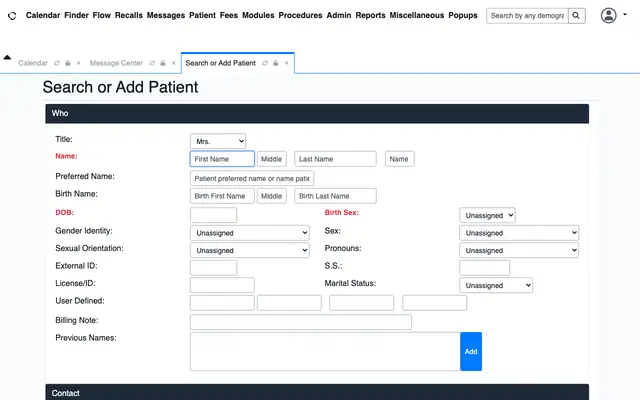 Calendar Finder Flow Recalls Messages Patient Fees Modules Procedures Admin Reports Miscellaneous Popups Search by any demogra
Calendar Message Center Search or Add Patient
Search or Add Patient
Who
Title: Mrs.
Name: First Name Middle Last Name Name
Preferred Name: Patient preferred name or name patie
Birth Name: Birth First Name Middle Birth Last Name
DOB: Birth Sex: Unassigned
Gender Identity: Unassigned Sex: Unassigned
Sexual Orientation: Unassigned Pronouns: Unassigned
External ID: S.S.:
License/ID: Marital Status: Unassigned
User Defined:
Billing Note:
Previous Names: Add
Contact